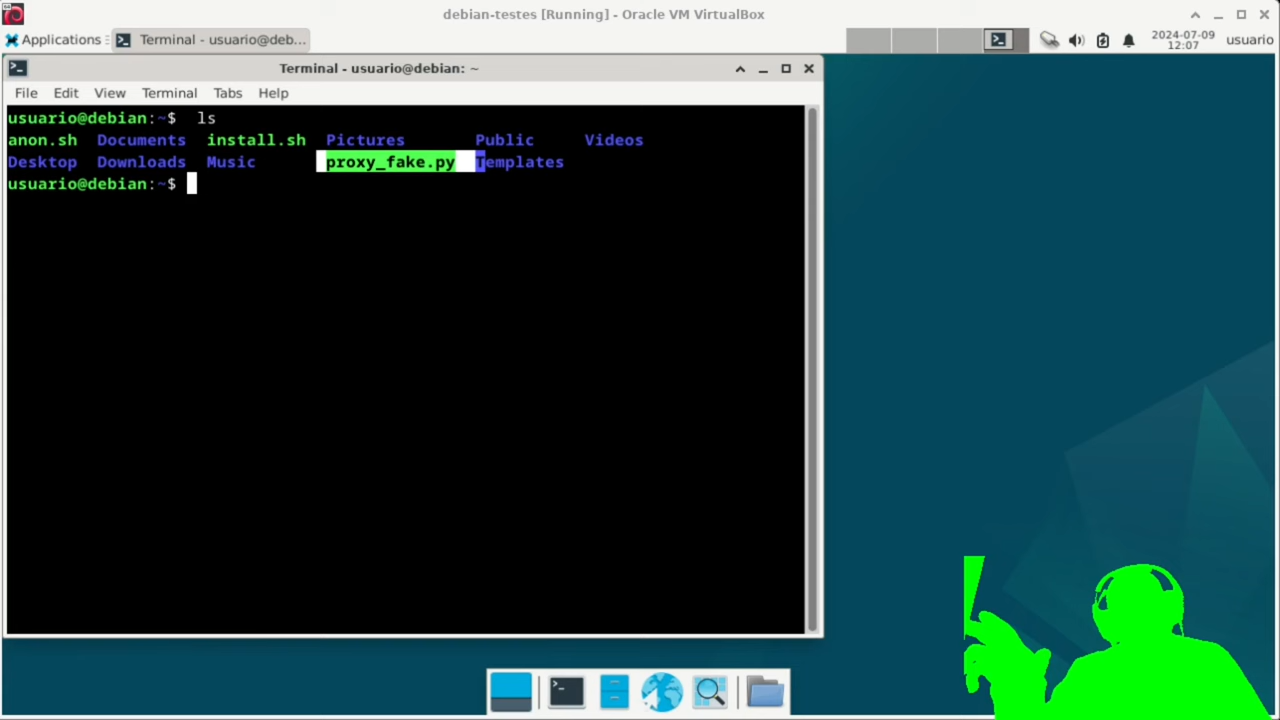 debian-testes [Running] - Oracle VM VirtualBox
Applications Terminal - usuario@deb... 2024-07-09 usuario
12:07
Terminal - usuario@debian: ~
File Edit View Terminal Tabs Help
usuario@debian:~$ ls
anon.sh Documents install.sh Pictures Public Videos
Desktop Downloads Music proxy_fake.py Templates
usuario@debian:~$